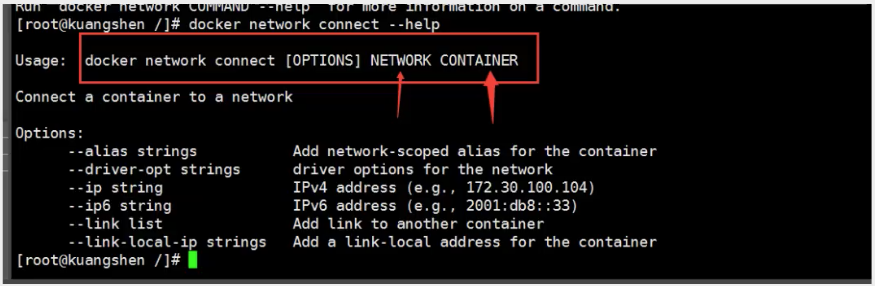 Run 'docker network COMMAND --help' for more information on a command.
[root@kuangshen /]# docker network connect --help
Usage:  docker network connect [OPTIONS] NETWORK CONTAINER
Connect a container to a network
Options:
      --alias strings           Add network-scoped alias for the container
      --driver-opt strings      driver options for the network
      --ip string               IPv4 address (e.g., 172.30.100.104)
      --ip6 string              IPv6 address (e.g., 2001:db8::33)
      --link list               Add link to another container
      --link-local-ip strings   Add a link-local address for the container
[root@kuangshen /]#